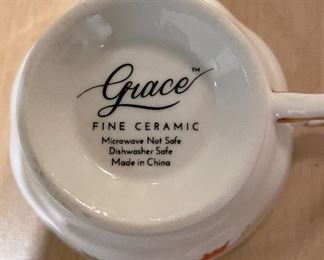 Grace™
FINE CERAMIC
Microwave Not Safe
Dishwasher Safe
Made in China